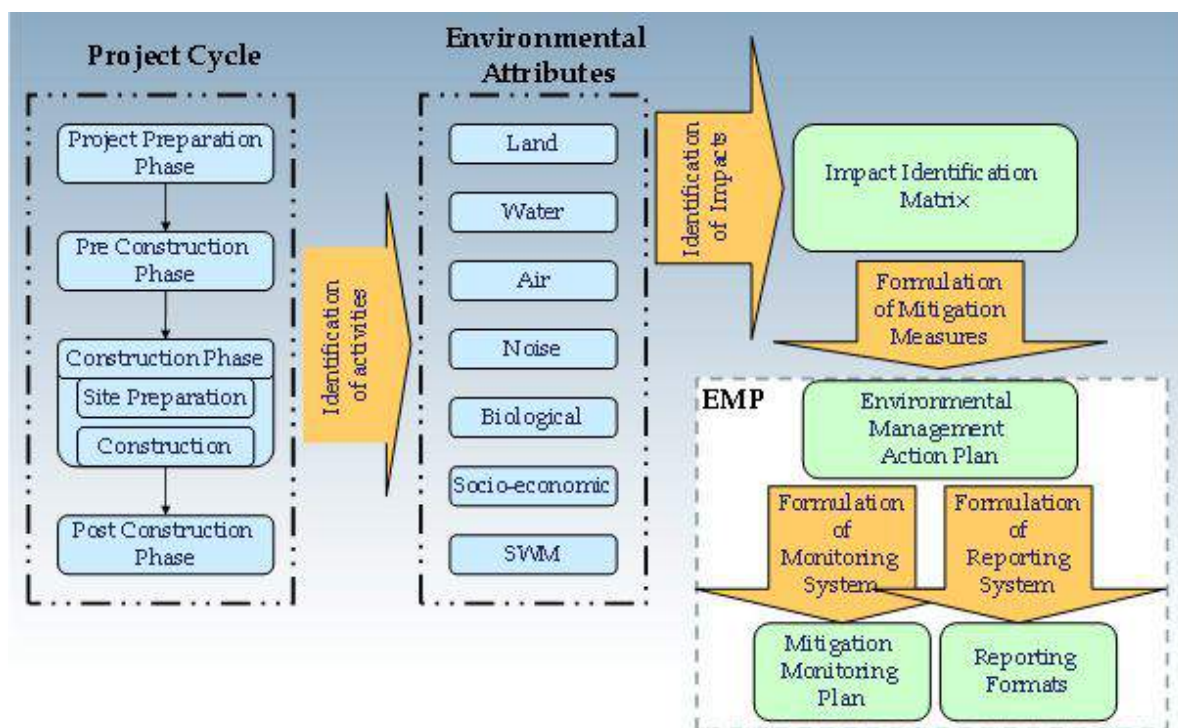 Project Cycle
Project Preparation
Phase
Pre Construction
Phase
Construction Phase
Site Preparation
Construction
Post Construction
Phase
Identification
of activities
Environmental
Attributes
Land
Water
Air
Noise
Biological
Socio-economic
SWM
Identification
of Impacts
Impact Identification
Matrix
Formulation
of Mitigation
Measures
EMP
Environmental
Management
Action Plan
Formulation
of
Monitoring
System
Formulation
of
Reporting
System
Mitigation
Monitoring
Plan
Reporting
Formats